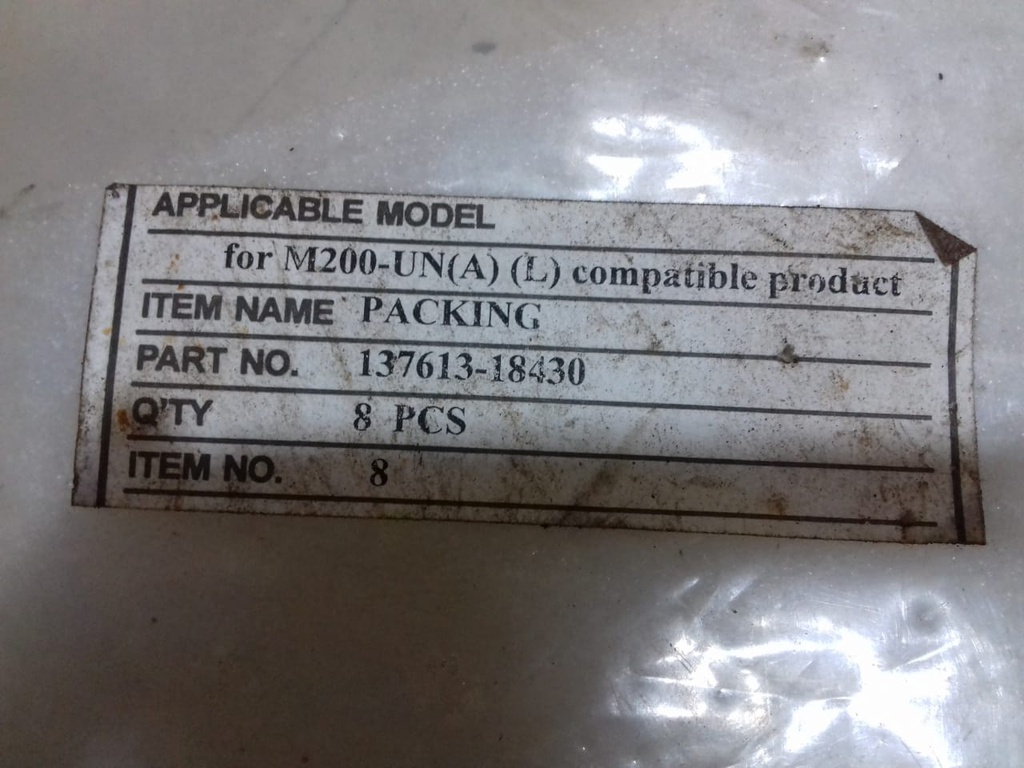 APPLICABLE MODEL
for M200-UN(A) (L) compatible product
ITEM NAME PACKING
PART NO. 137613-18430
Q'TY 8 PCS
ITEM NO. 8